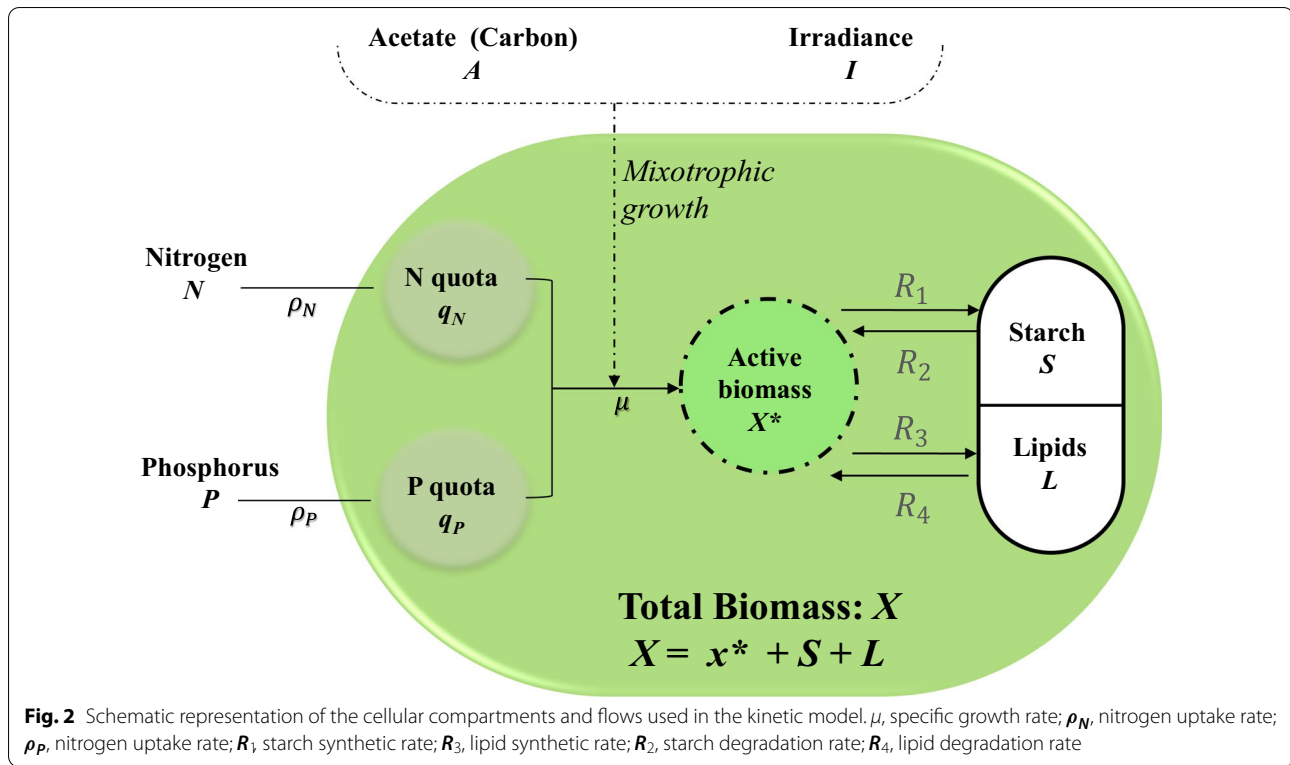 Acetate (Carbon)
A
Irradiance
I
Mixotrophic
growth
Nitrogen
N
ρN
N quota
qN
Phosphorus
P
ρP
P quota
qP
μ
Active
biomass
X*
R1
R2
R3
R4
Starch
S
Lipids
L
Total Biomass: X
X = x* + S + L
Fig. 2 Schematic representation of the cellular compartments and flows used in the kinetic model. μ, specific growth rate; ρN, nitrogen uptake rate;
ρP, nitrogen uptake rate; R1, starch synthetic rate; R3, lipid synthetic rate; R2, starch degradation rate; R4, lipid degradation rate